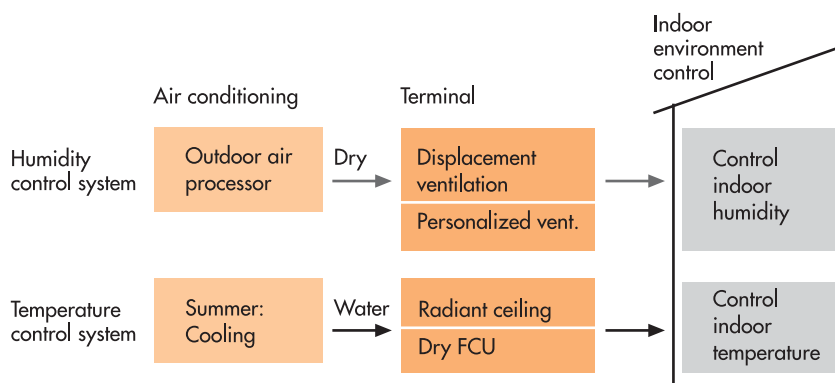 Indoor
environment
control
Air conditioning
Terminal
Humidity
control system
Outdoor air
processor
Dry
Displacement
ventilation
Personalized vent.
Control
indoor
humidity
Temperature
control system
Summer:
Cooling
Water
Radiant ceiling
Dry FCU
Control
indoor
temperature